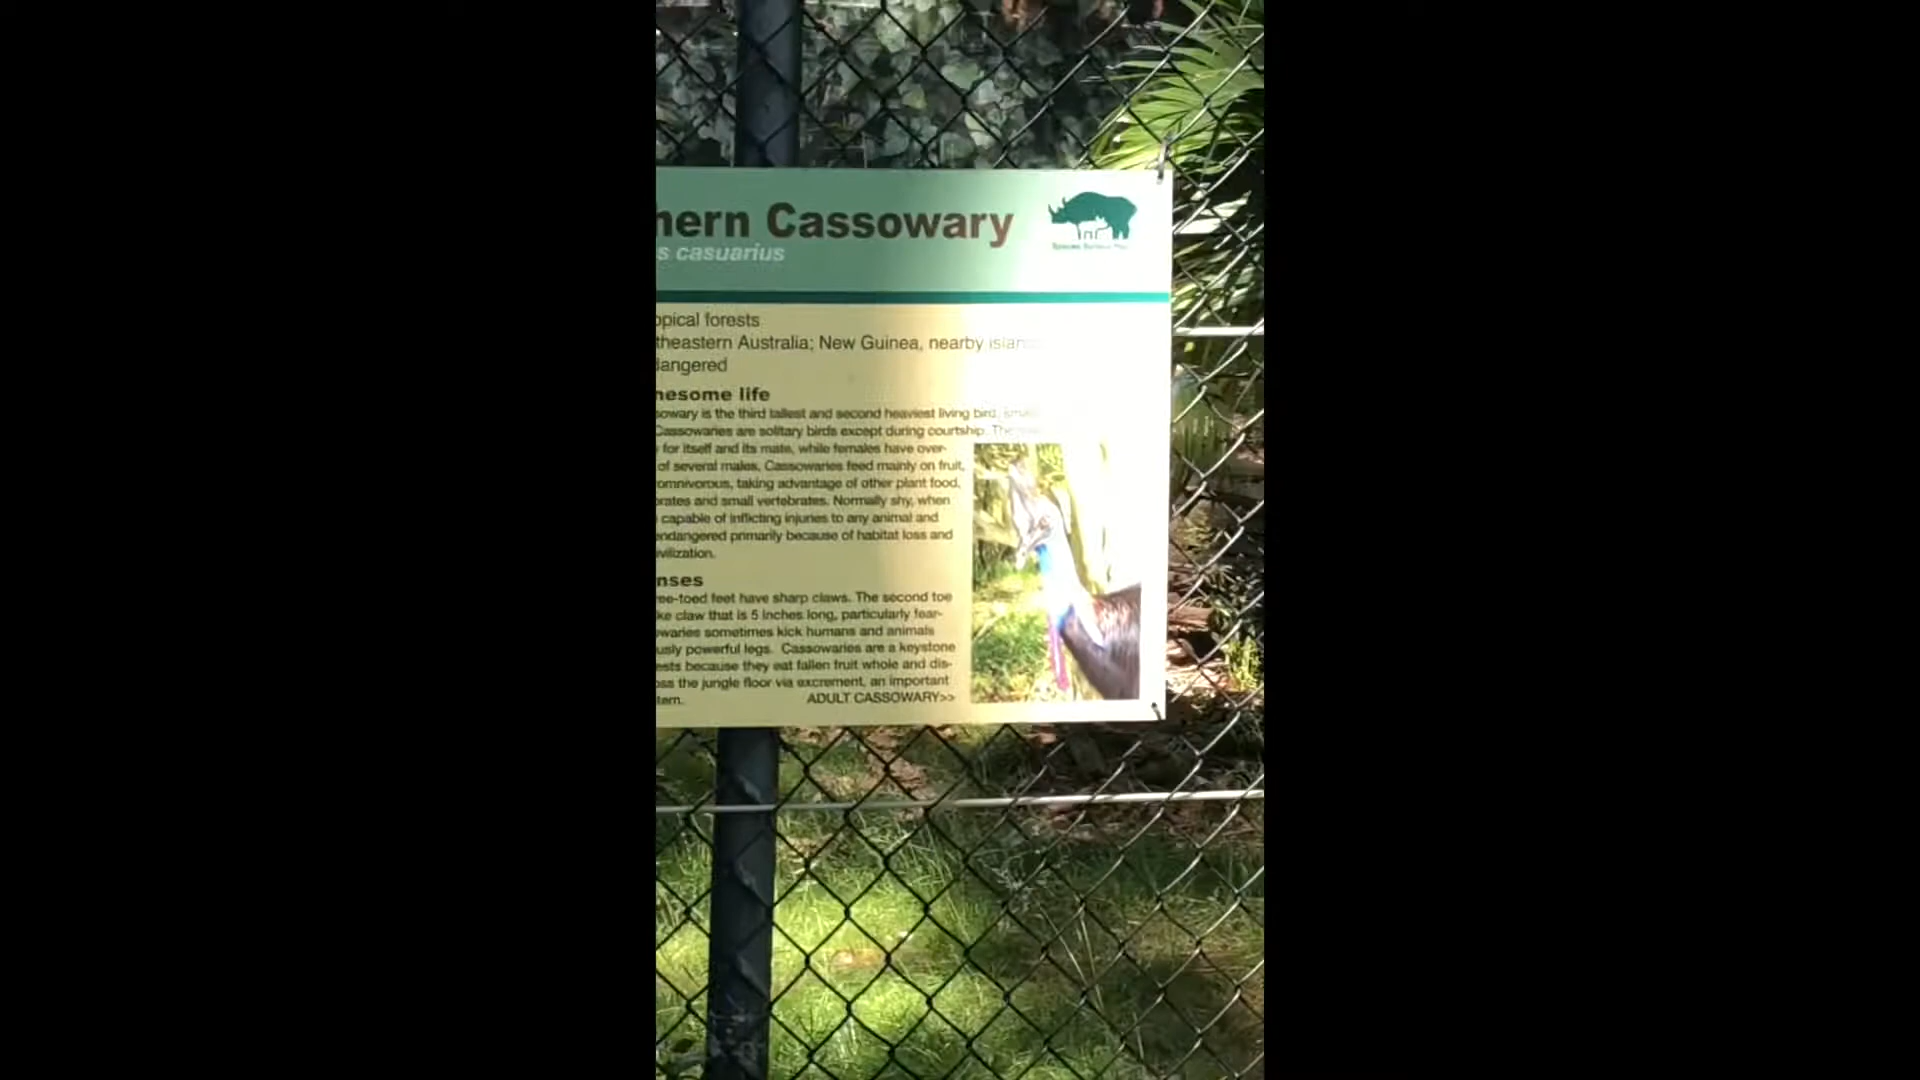 hern Cassowary
s casuarius
opical forests
theastern Australia; New Guinea, nearby islan
dangered
nesome life
sowary is the third tallest and second heaviest living bird,
Cassowaries are solitary birds except during courtship. The
for itself and its mate, while females have over-
of several males. Cassowaries feed mainly on fruit,
omnivorous, taking advantage of other plant food,
rates and small vertebrates. Normally shy, when
capable of inflicting injuries to any animal and
endangered primarily because of habitat loss and
vilization.
nses
ee-toed feet have sharp claws. The second toe
ke claw that is 5 inches long, particularly fear-
owaries sometimes kick humans and animals
usly powerful legs. Cassowaries are a keystone
ests because they eat fallen fruit whole and dis-
oss the jungle floor via excrement, an important
tem.
ADULT CASSOWARY>>